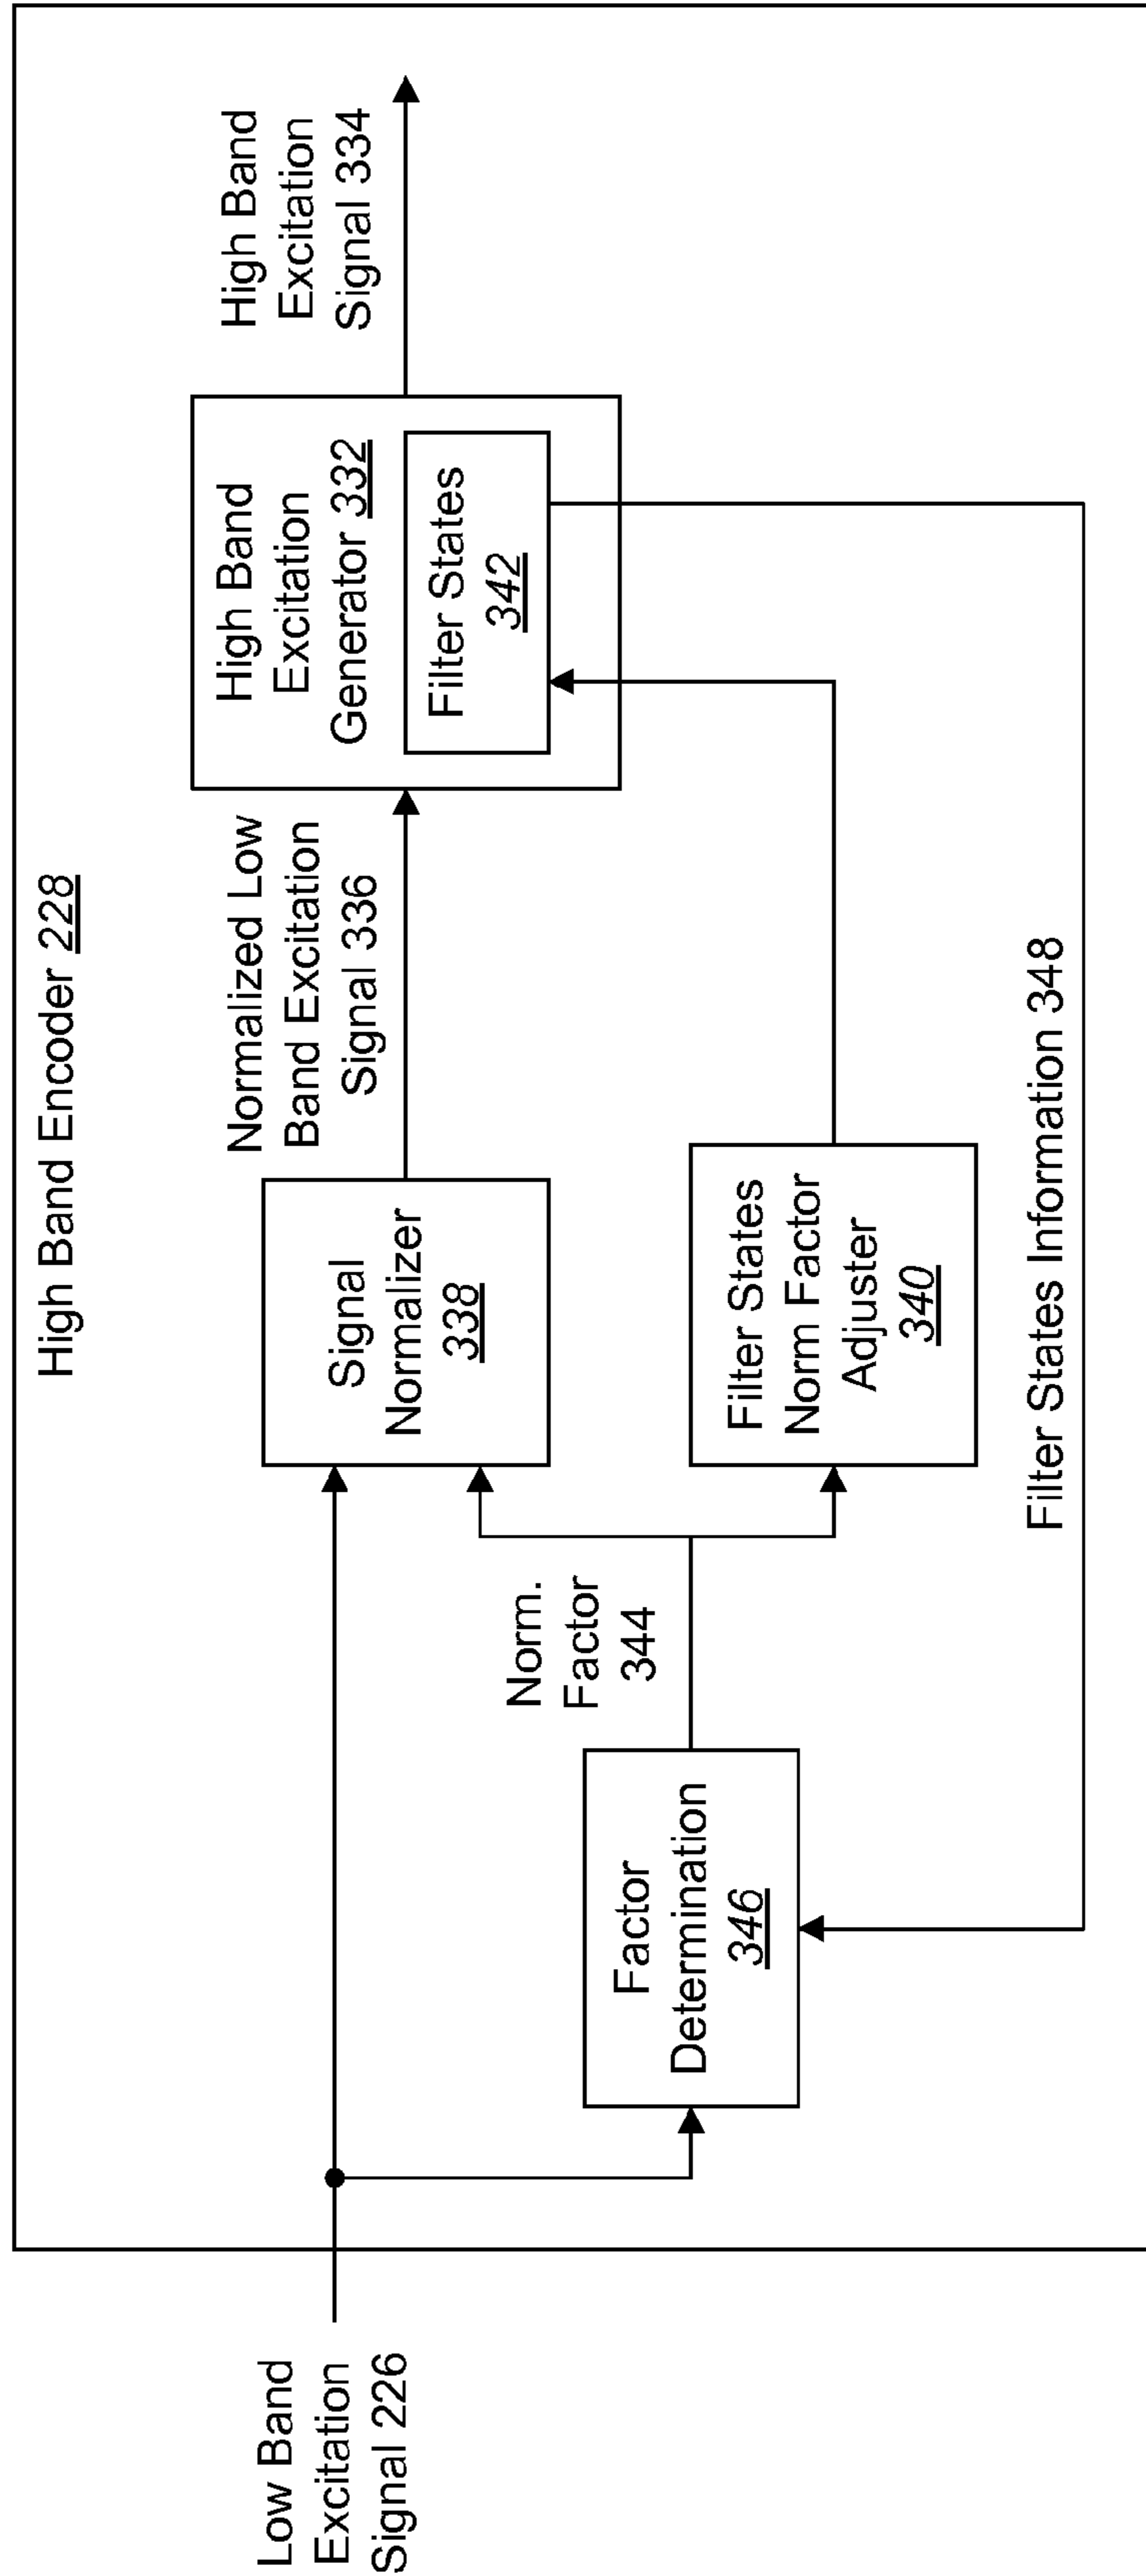 High Band Encoder 228
Low Band
Excitation
Signal 226
Factor
Determination
346
Norm.
Factor
344
Signal
Normalizer
338
Filter States
Norm Factor
Adjuster
340
Normalized Low
Band Excitation
Signal 336
High Band
Excitation
Generator 332
Filter States
342
High Band
Excitation
Signal 334
Filter States Information 348